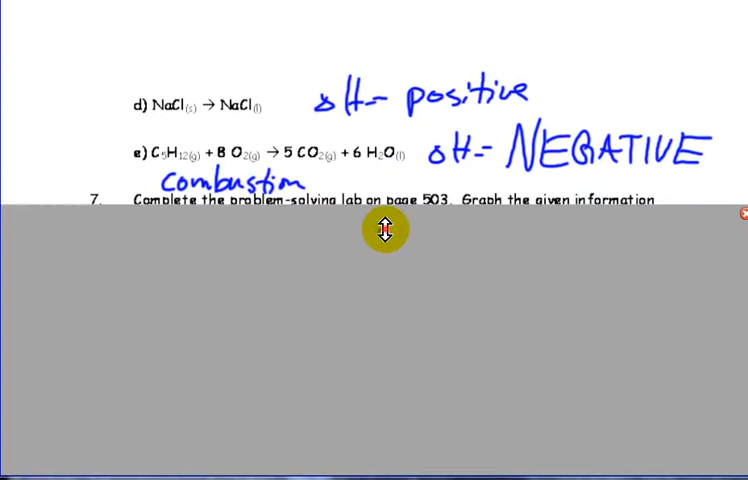 d) NaCl(s) → NaCl(l) ΔH= positive
e) C5H12(g) + 8 O2(g) → 5 CO2(g) + 6 H2O(l) ΔH= NEGATIVE
combustion
7. Complete the problem-solving lab on page 503. Graph the given information